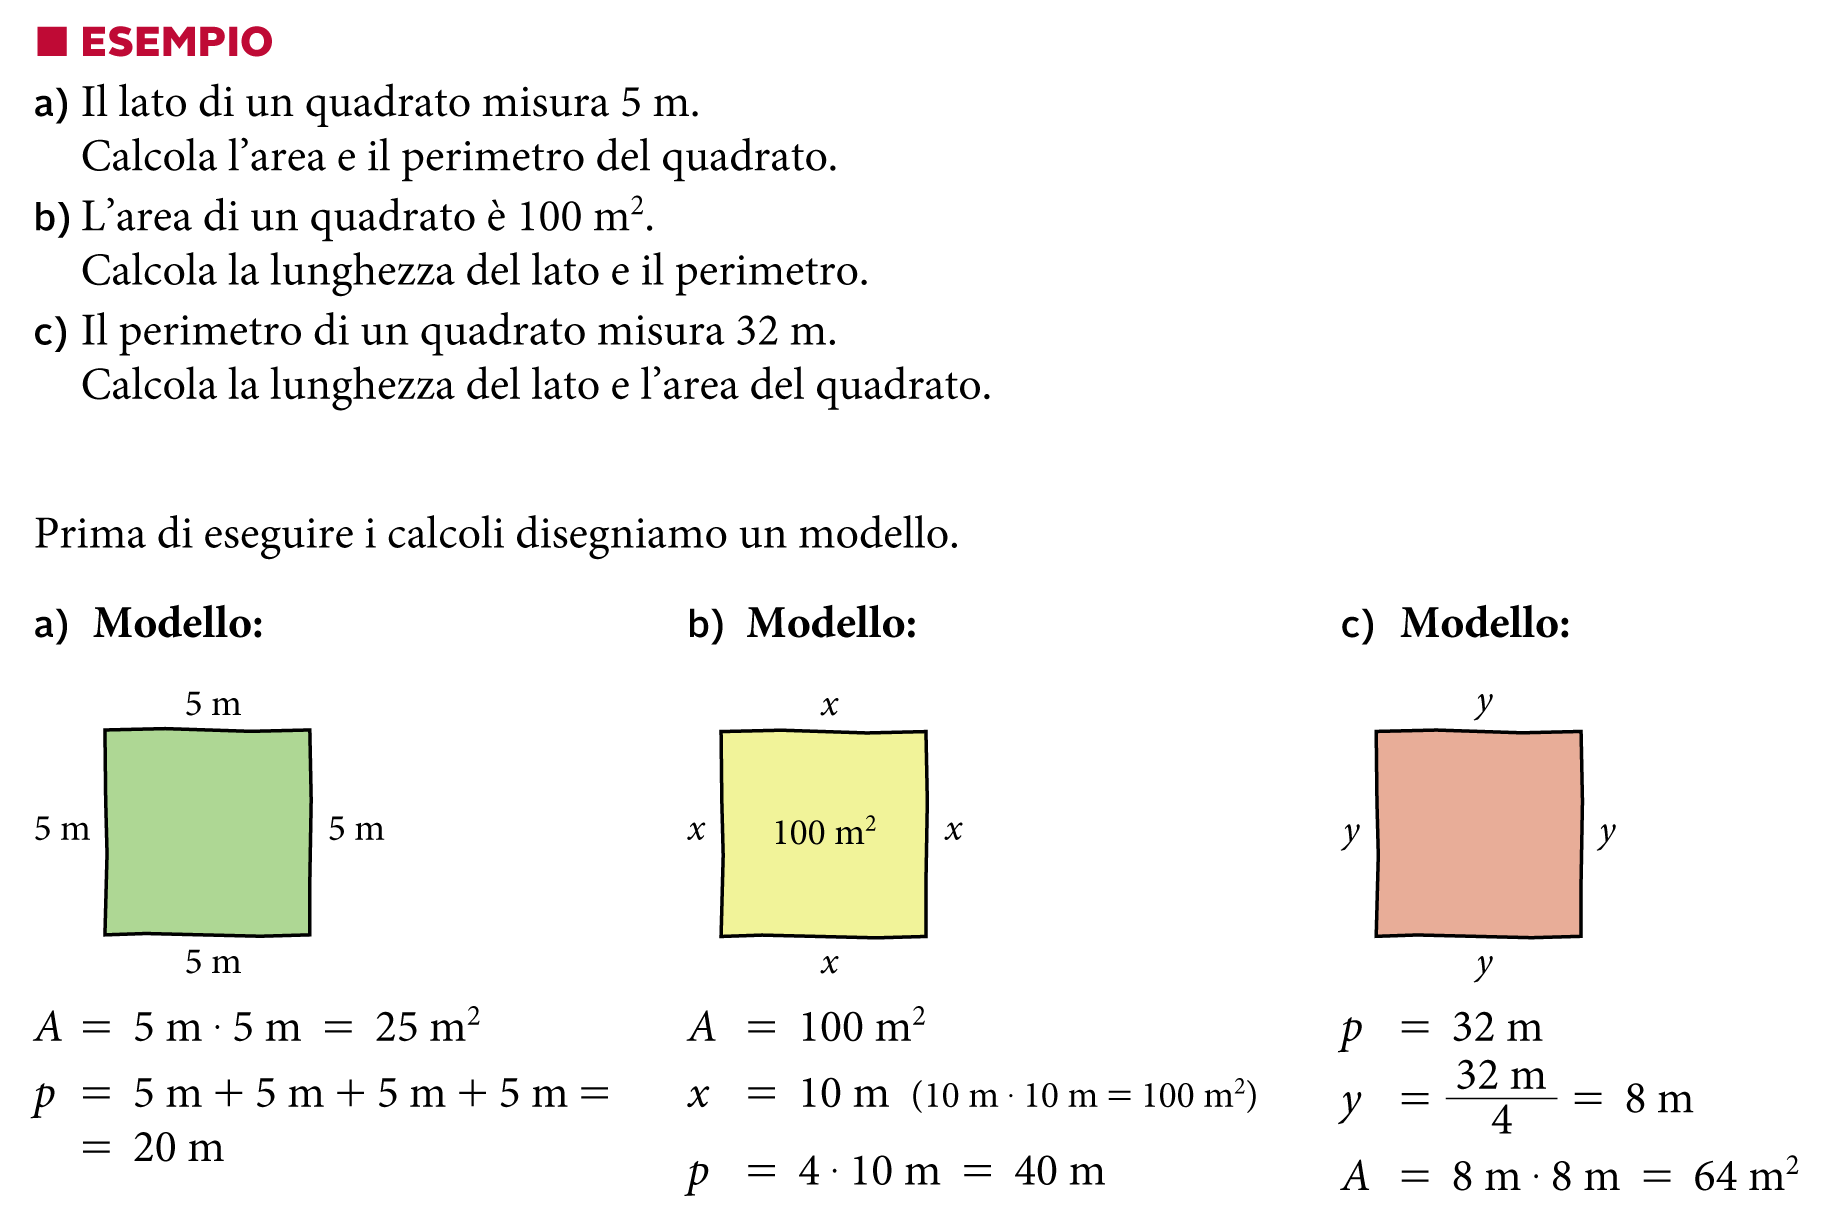 ESEMPIO
a) Il lato di un quadrato misura 5 m.
Calcola l’area e il perimetro del quadrato.
b) L’area di un quadrato è 100 m².
Calcola la lunghezza del lato e il perimetro.
c) Il perimetro di un quadrato misura 32 m.
Calcola la lunghezza del lato e l’area del quadrato.
Prima di eseguire i calcoli disegniamo un modello.
a) Modello:
5 m
5 m
5 m
5 m
A = 5 m · 5 m = 25 m²
p = 5 m + 5 m + 5 m + 5 m =
= 20 m
b) Modello:
x
x
100 m²
x
x
A = 100 m²
x = 10 m (10 m · 10 m = 100 m²)
p = 4 · 10 m = 40 m
c) Modello:
y
y
y
y
p = 32 m
y = 32 m / 4 = 8 m
A = 8 m · 8 m = 64 m²